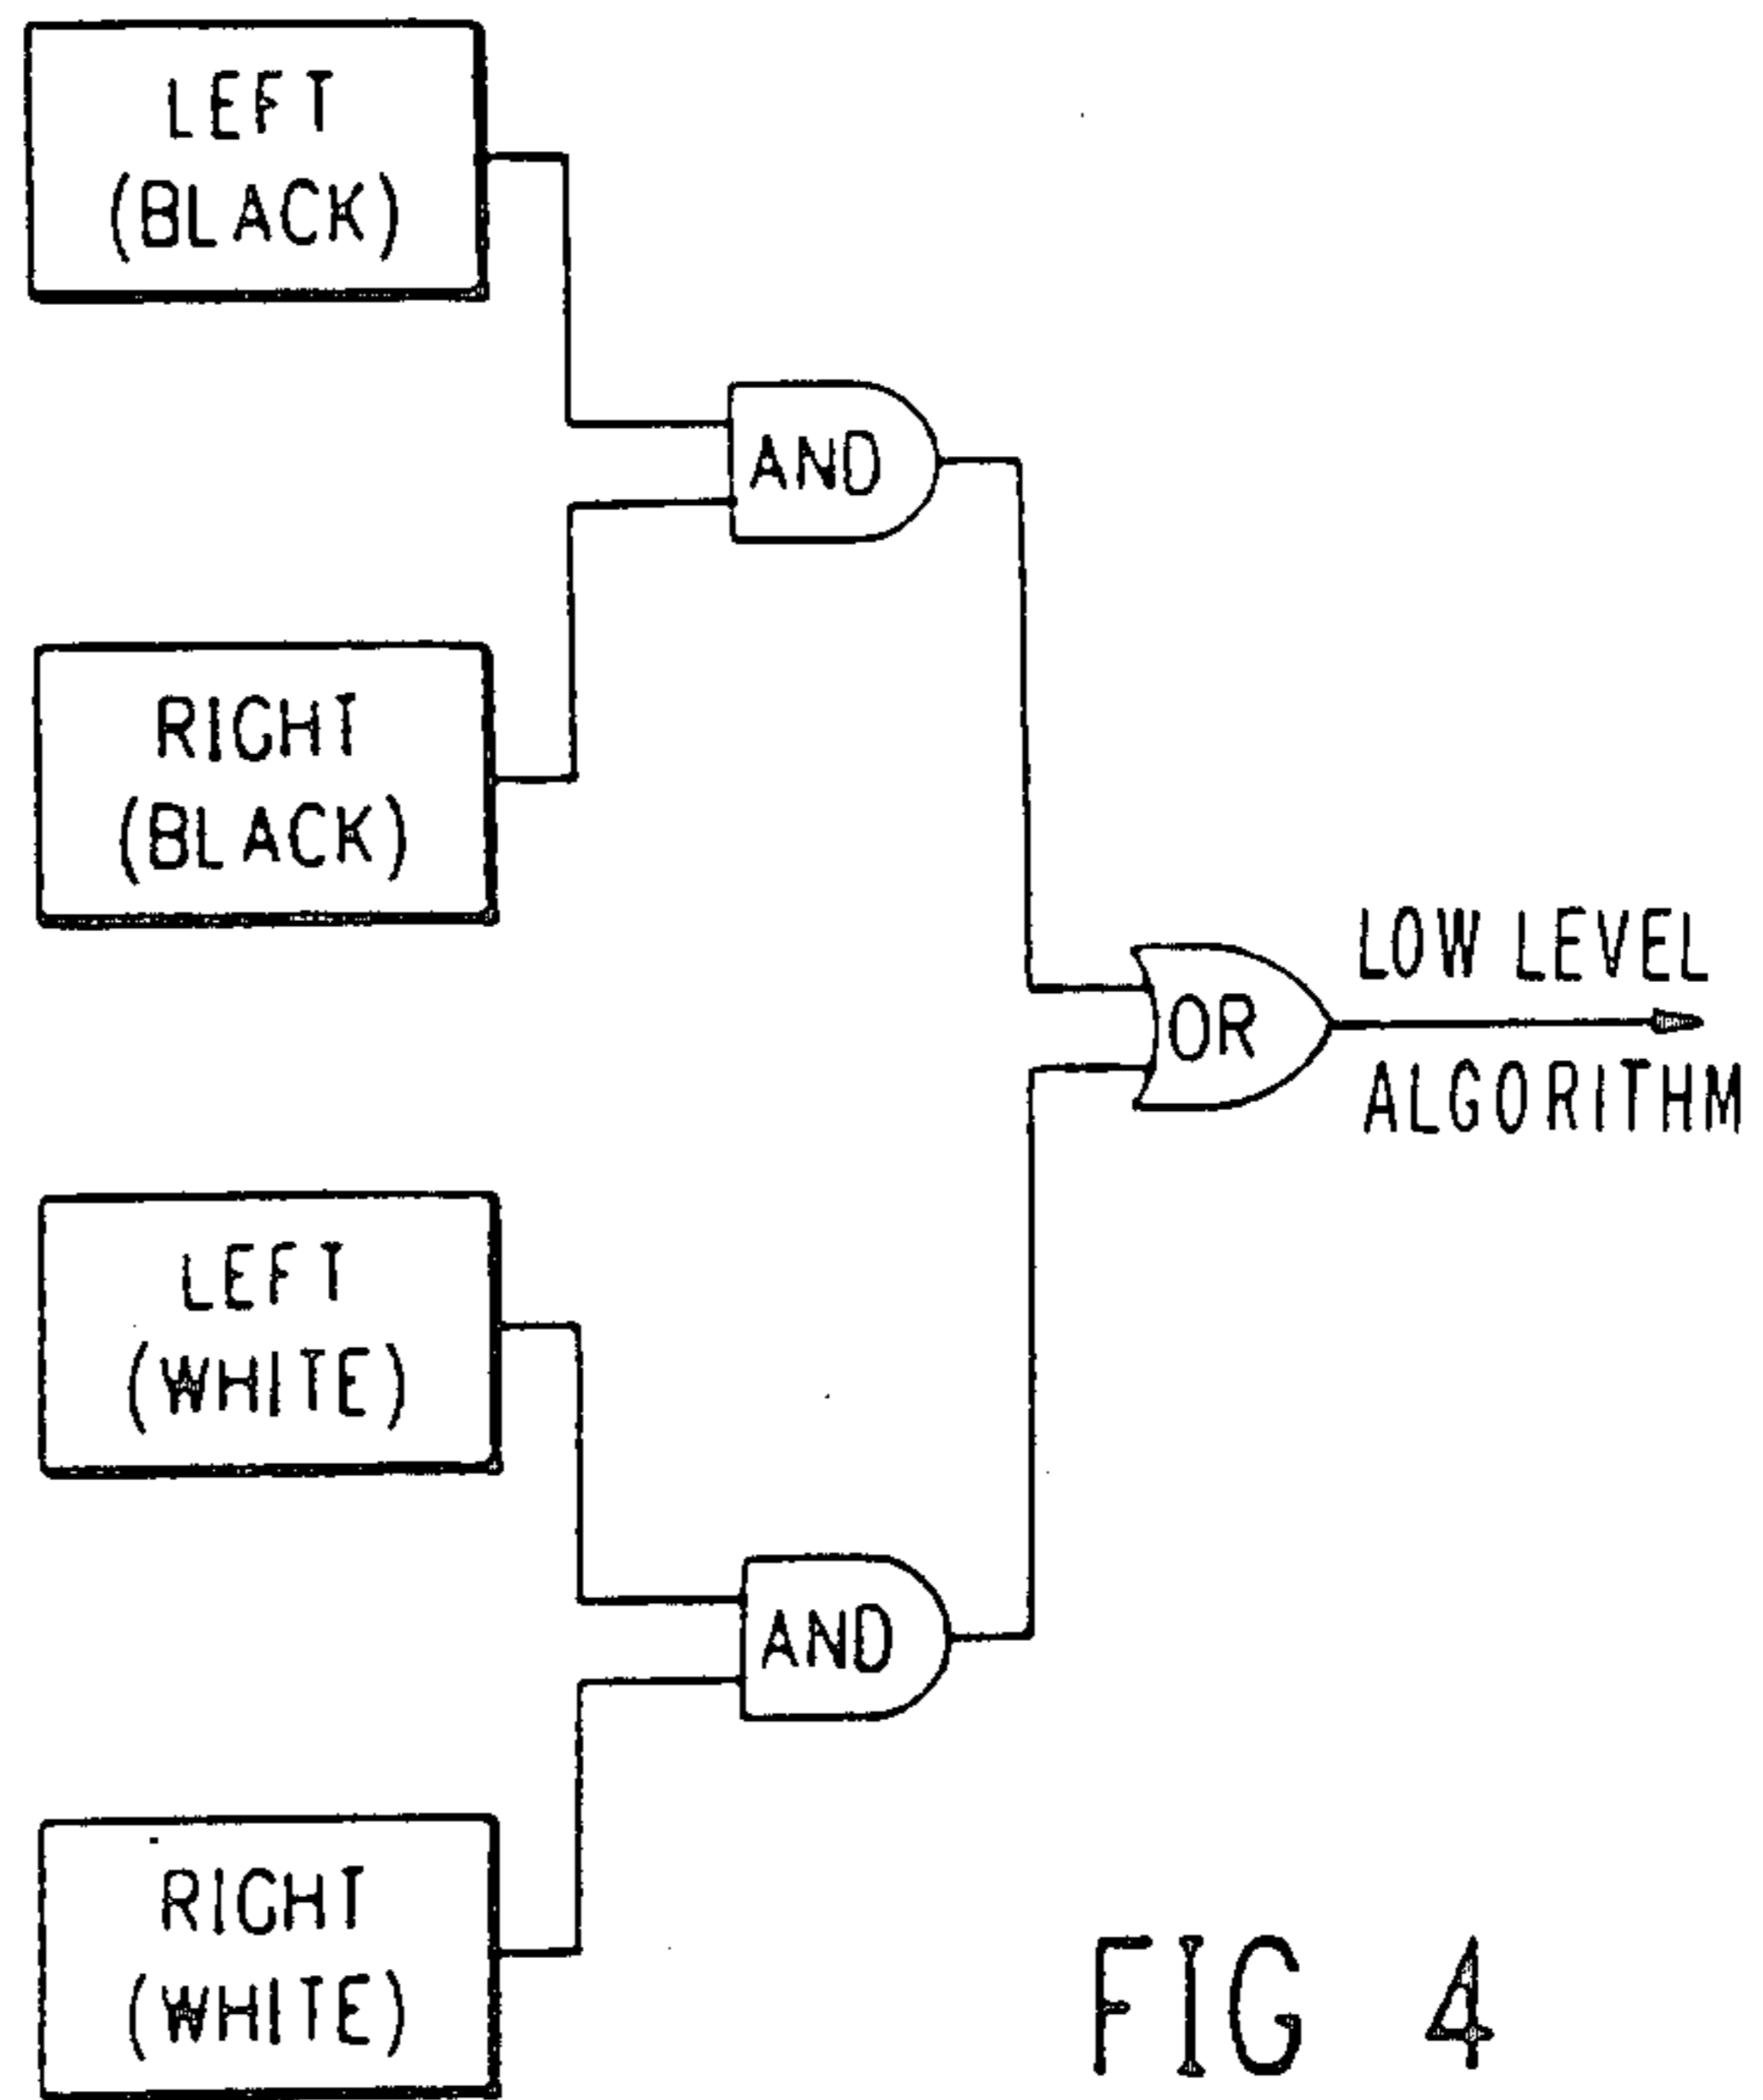 LEFT
(BLACK)
AND
RIGHT
(BLACK)
LOW LEVEL
OR
ALGORITHM
LEFT
(WHITE)
AND
RIGHT
(WHITE)
FIG 4